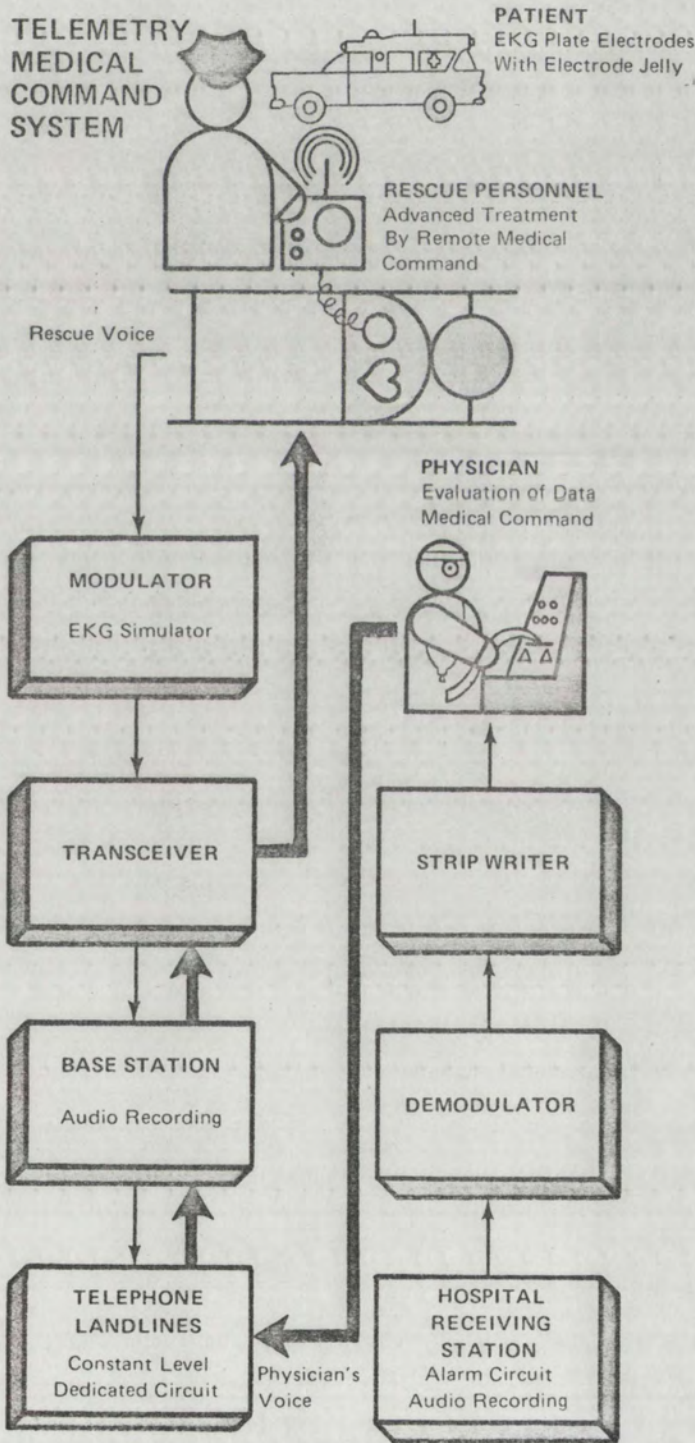 TELEMETRY
MEDICAL
COMMAND
SYSTEM
PATIENT
EKG Plate Electrodes
With Electrode Jelly
RESCUE PERSONNEL
Advanced Treatment
By Remote Medical
Command
Rescue Voice
PHYSICIAN
Evaluation of Data
Medical Command
MODULATOR
EKG Simulator
TRANSCEIVER
STRIP WRITER
BASE STATION
Audio Recording
DEMODULATOR
TELEPHONE
LANDLINES
Constant Level
Dedicated Circuit
Physician's
Voice
HOSPITAL
RECEIVING
STATION
Alarm Circuit
Audio Recording